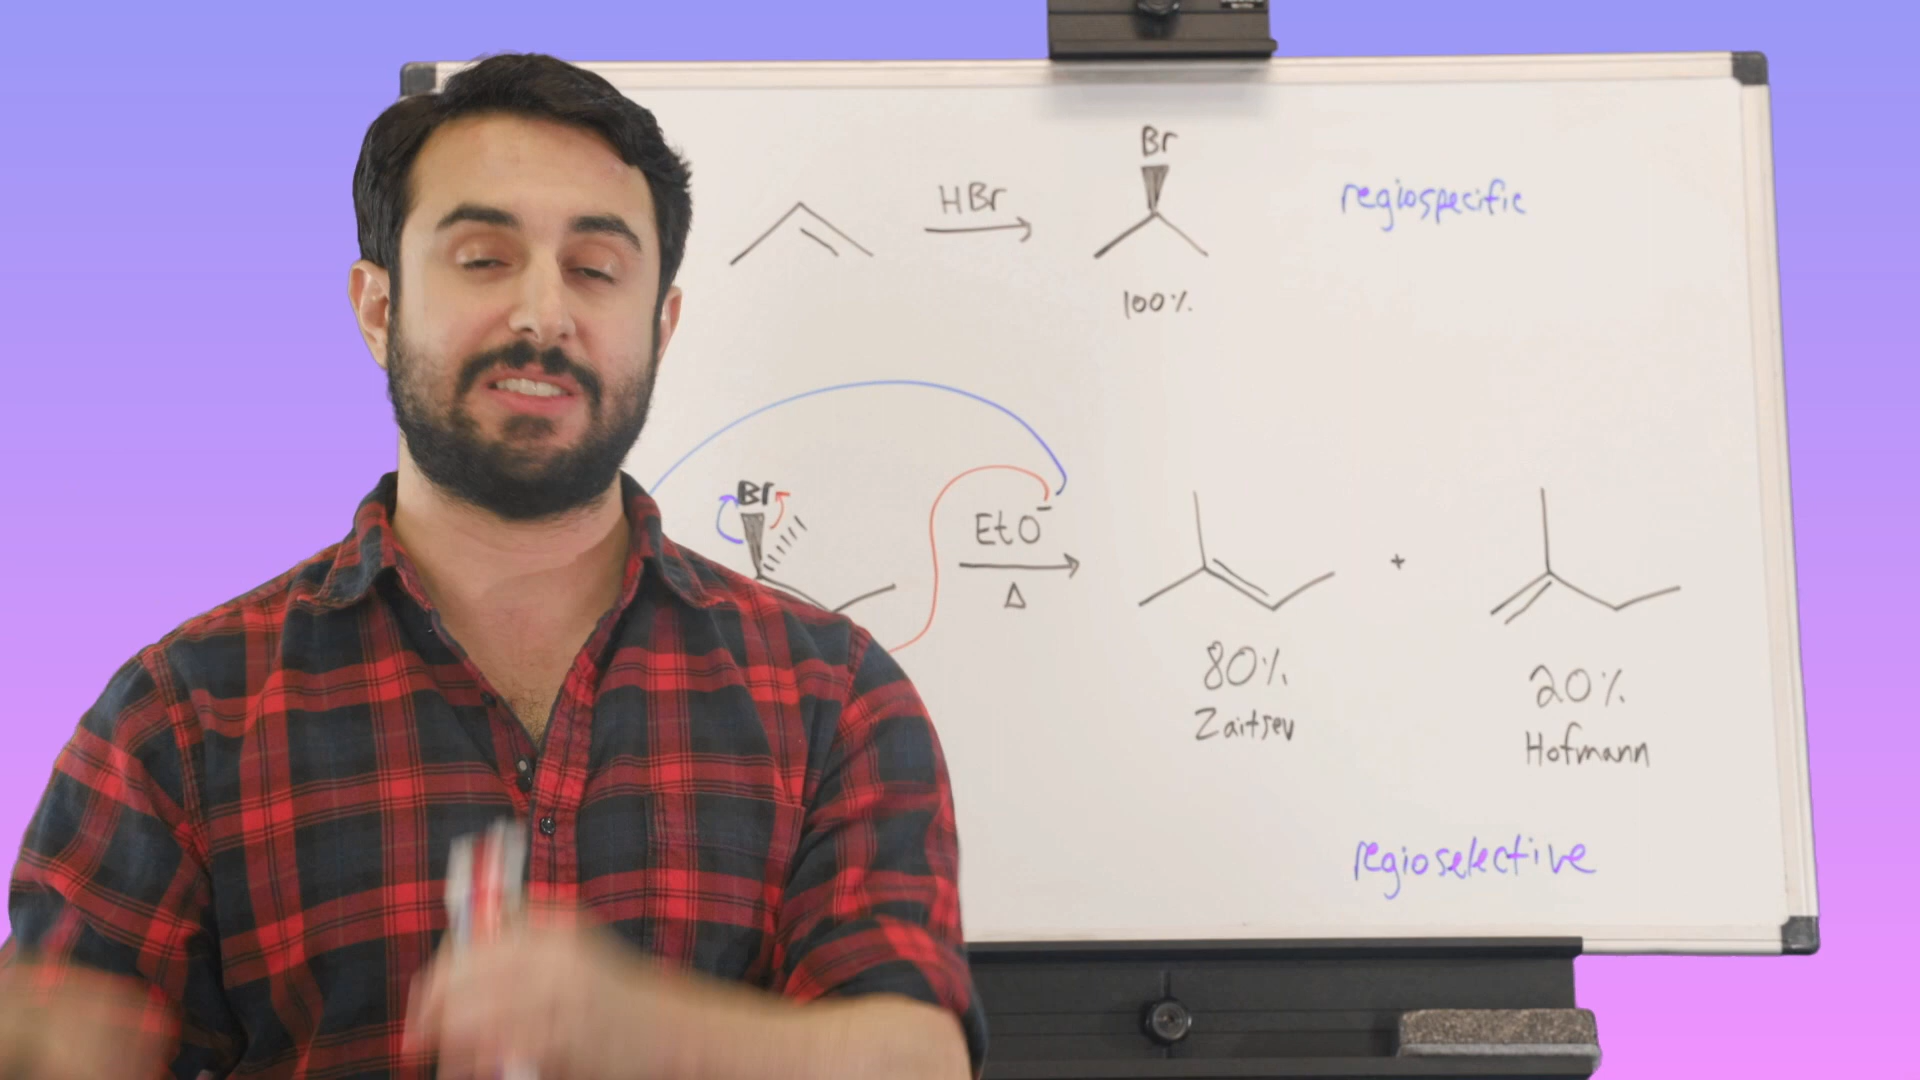 Br
HBr
regiospecific
100%
Br
EtO⁻
Δ
+
80%
20%
Zaitsev
Hofmann
regioselective